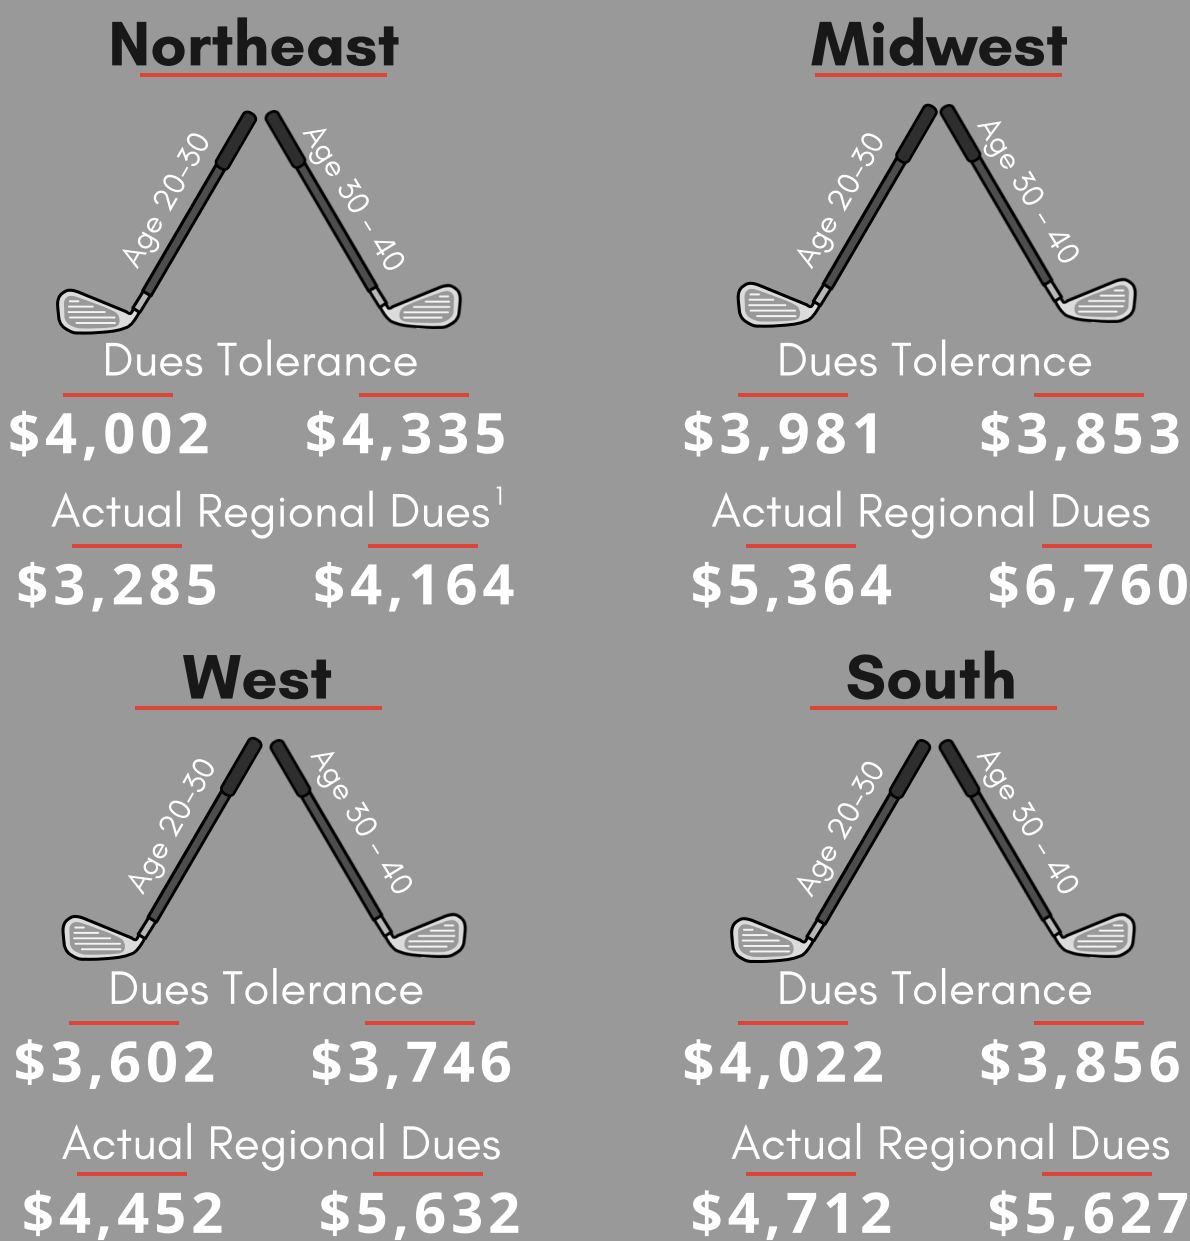 Northeast
Age 20-30
Age 30 - 40
Dues Tolerance
$4,002 $4,335
Actual Regional Dues¹
$3,285 $4,164
Midwest
Age 20-30
Age 30 - 40
Dues Tolerance
$3,981 $3,853
Actual Regional Dues
$5,364 $6,760
West
Age 20-30
Age 30 - 40
Dues Tolerance
$3,602 $3,746
Actual Regional Dues
$4,452 $5,632
South
Age 20-30
Age 30 - 40
Dues Tolerance
$4,022 $3,856
Actual Regional Dues
$4,712 $5,627